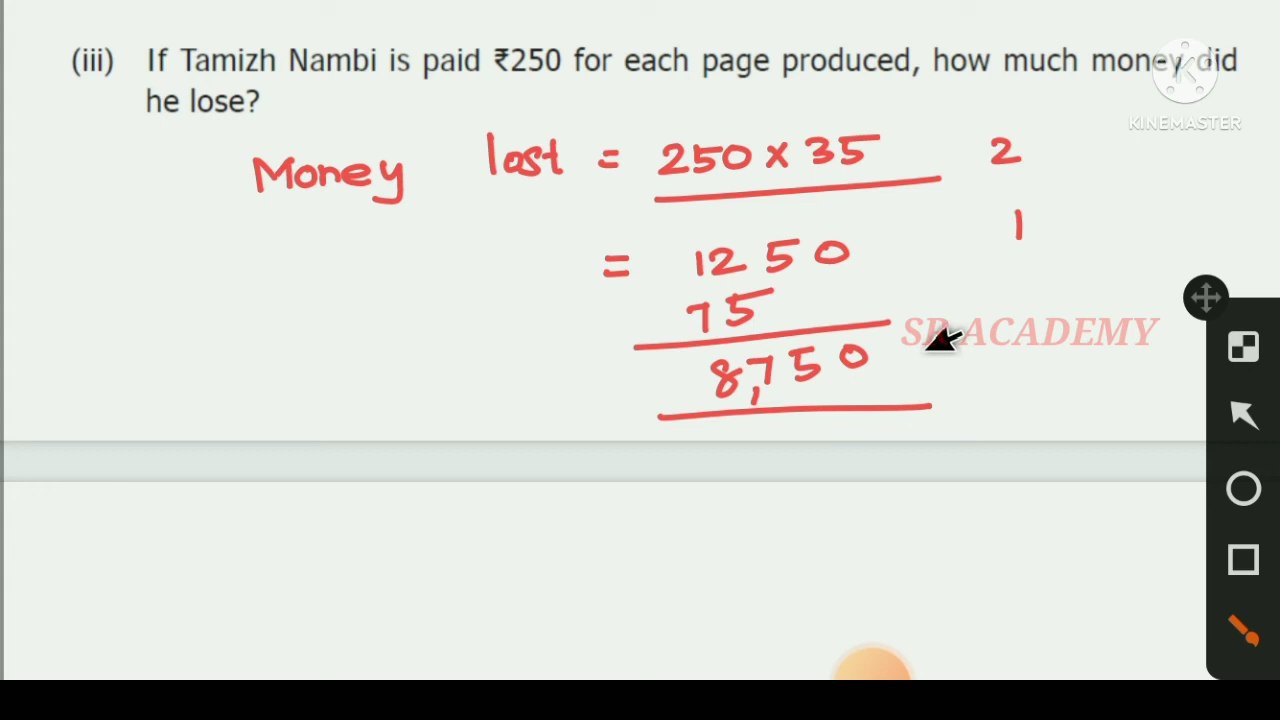 (iii) If Tamizh Nambi is paid ₹250 for each page produced, how much money did
he lose?
KINEMASTER
Money lost = 250 x 35 2
1
= 1250
75
SR ACADEMY
8,750